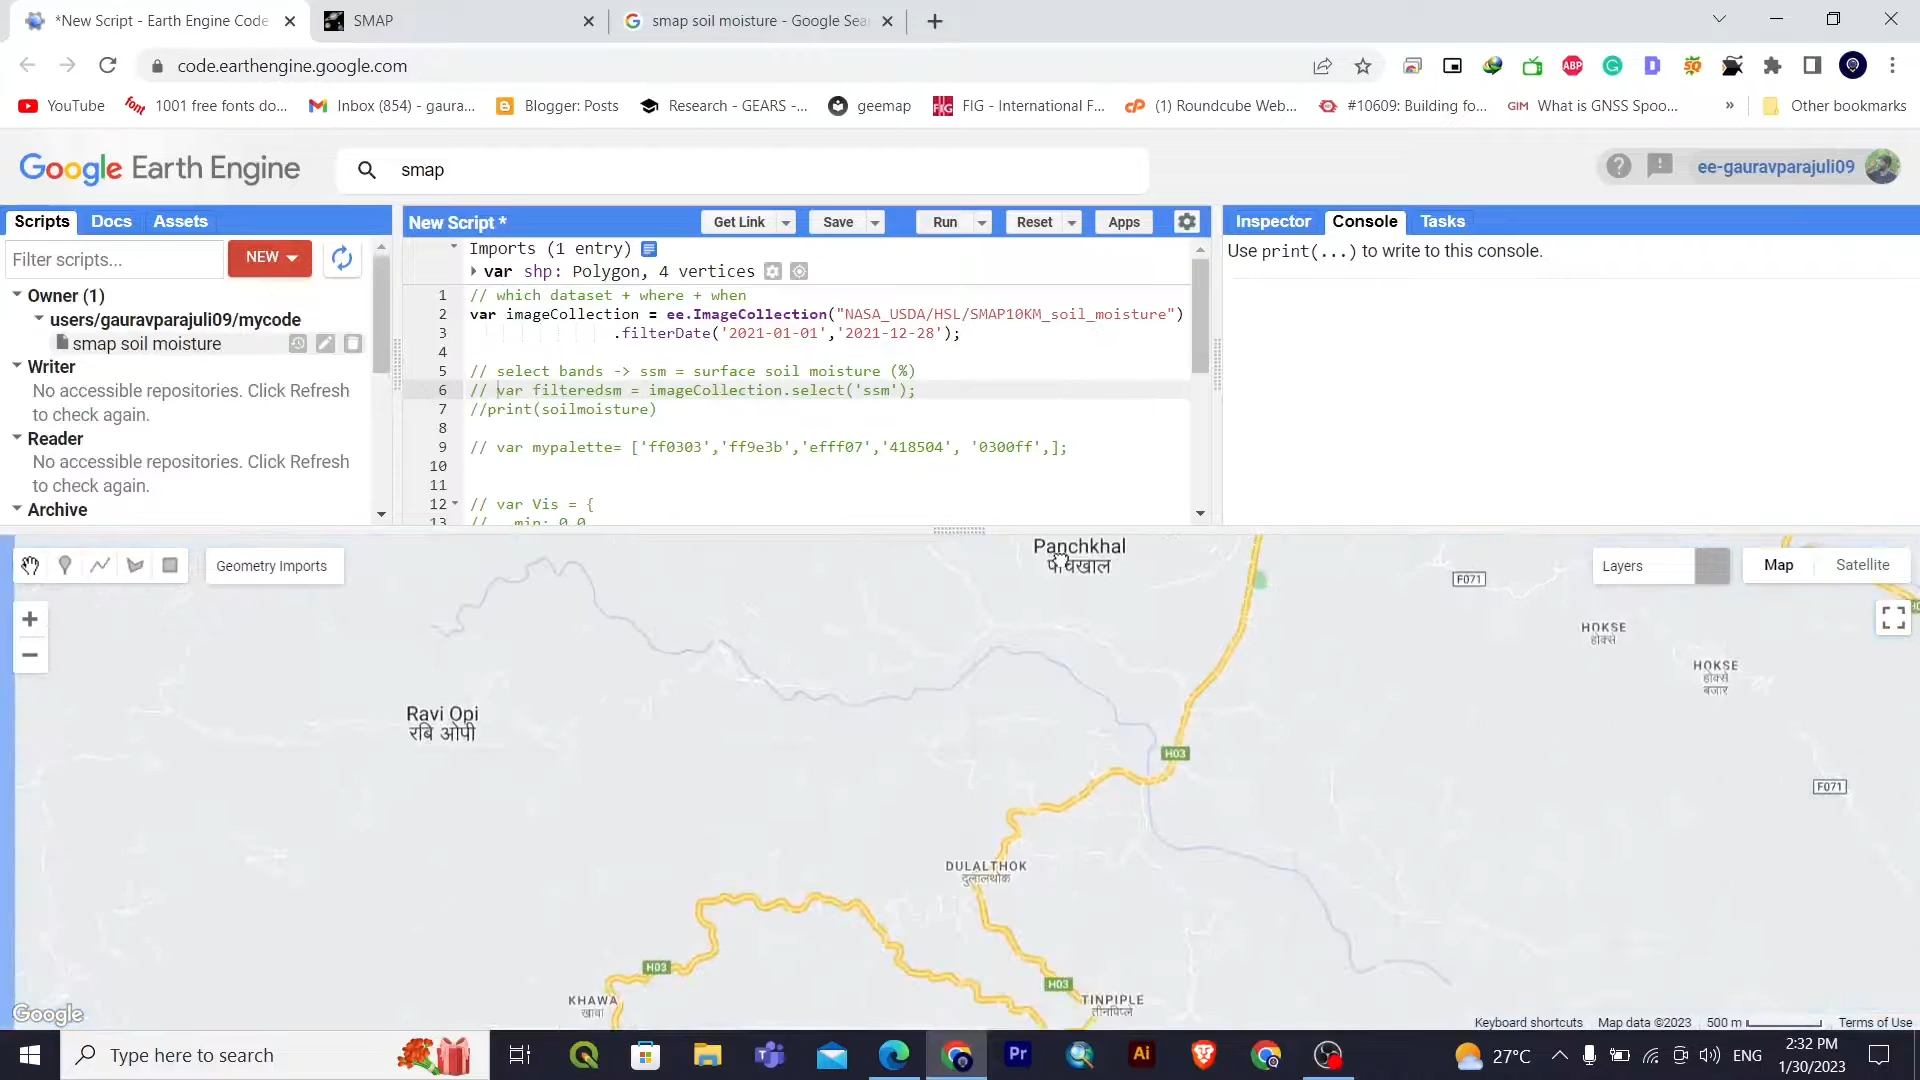 *New Script - Earth Engine Code
SMAP
smap soil moisture - Google Sea
code.earthengine.google.com
YouTube
1001 free fonts do...
Inbox (854) - gaura...
Blogger: Posts
Research - GEARS -...
geemap
FIG - International F...
(1) Roundcube Web...
#10609: Building fo...
GIM What is GNSS Spoo...
Other bookmarks
Google Earth Engine
smap
ee-gauravparajuli09
Scripts Docs Assets
New Script *
Get Link
Save
Run
Reset
Apps
Inspector Console Tasks
Filter scripts...
NEW
Owner (1)
users/gauravparajuli09/mycode
smap soil moisture
Writer
No accessible repositories. Click Refresh
to check again.
Reader
No accessible repositories. Click Refresh
to check again.
Archive
Imports (1 entry)
var shp: Polygon, 4 vertices
1 // which dataset + where + when
2 var imageCollection = ee.ImageCollection("NASA_USDA/HSL/SMAP10KM_soil_moisture")
3 .filterDate('2021-01-01','2021-12-28');
4
5 // select bands -> ssm = surface soil moisture (%)
6 // var filteredsm = imageCollection.select('ssm');
7 //print(soilmoisture)
8
9 // var mypalette= ['ff0303','ff9e3b','efff07','418504', '0300ff',];
10
11
12 // var Vis = {
13 // min: 0.0
Use print(...) to write to this console.
Geometry Imports
Layers
Map
Satellite
Panchkhal
F071
HOKSE
होक्से
HOKSE
होक्से
बजार
Ravi Opi
रबि ओपी
H03
F071
DULALTHOK
दुलालथोक
H03
H03
KHAWA
खावा
TINPIPLE
तीनपिप्ले
Google
Keyboard shortcuts
Map data ©2023
500 m
Terms of Use
Type here to search
27°C
ENG
2:32 PM
1/30/2023